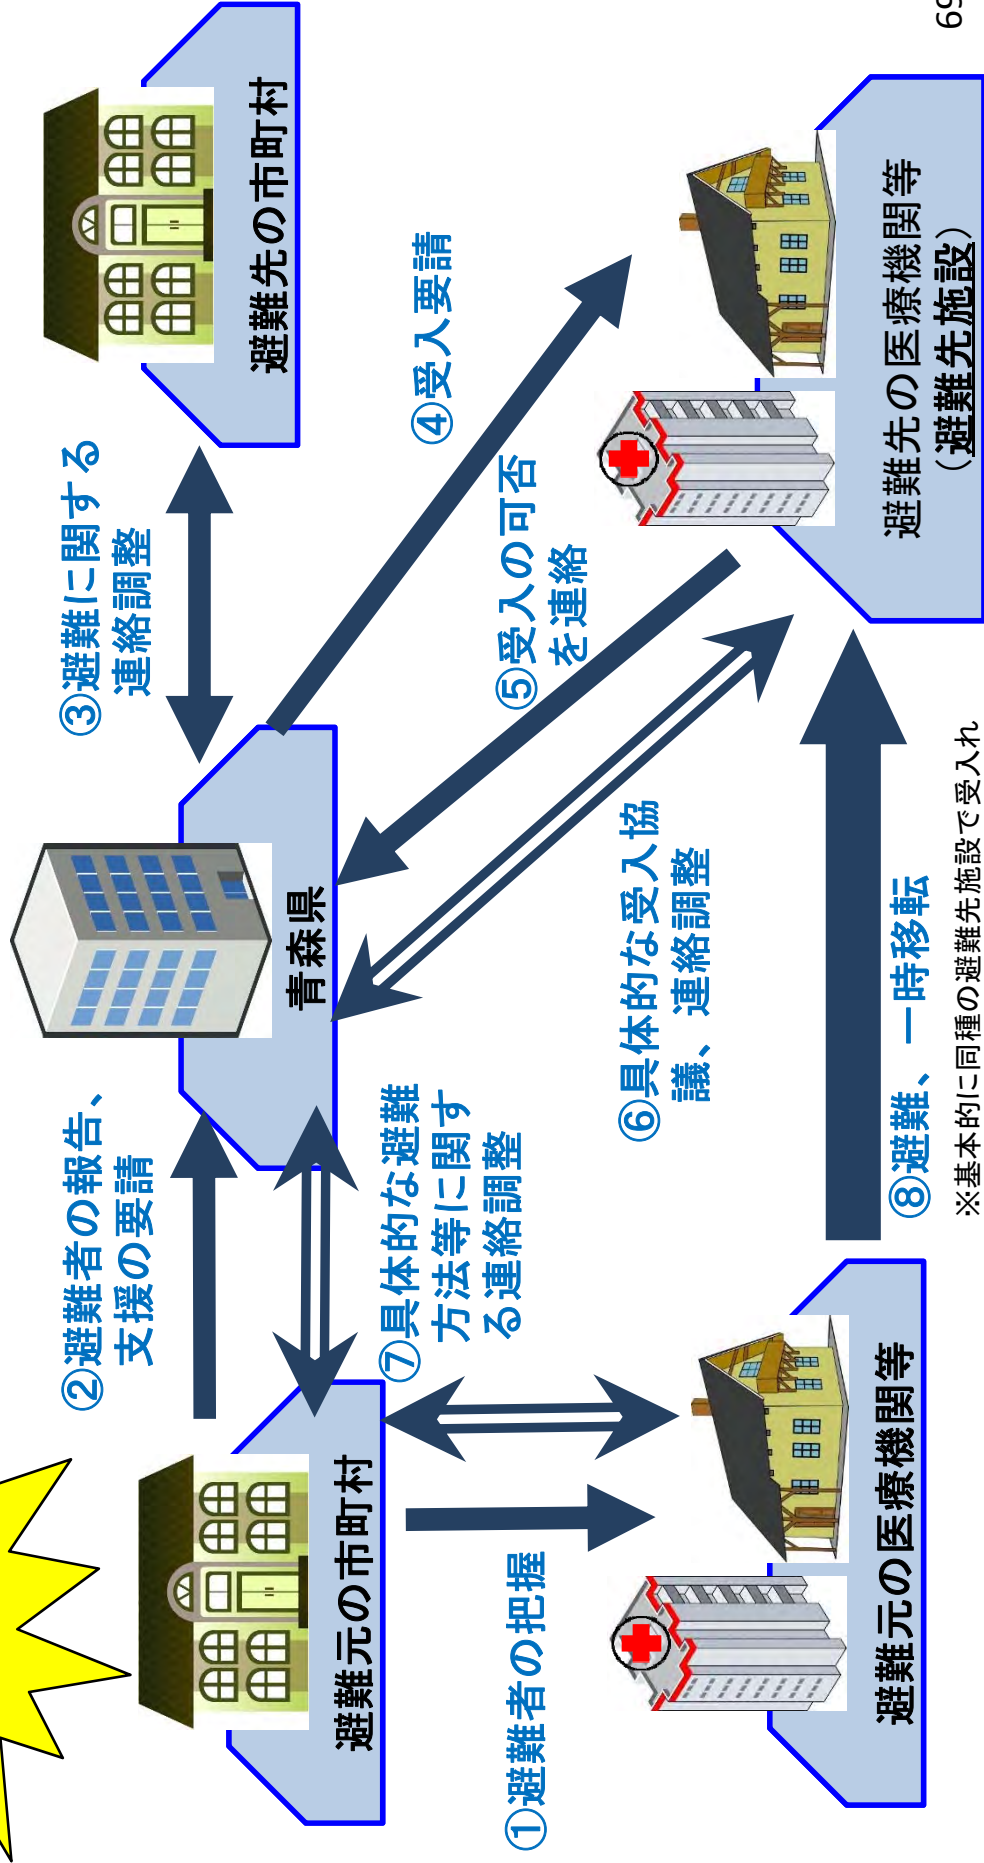 ①避難者の把握
②避難者の報告、
支援の要請
③避難に関する
連絡調整
④受入要請
⑤受入の可否
を連絡
⑥具体的な受入協
議、連絡調整
⑦具体的な避難
方法等に関す
る連絡調整
⑧避難、一時移転
※基本的に同種の避難先施設で受入れ
避難元の市町村
青森県
避難先の市町村
避難元の医療機関等
避難先の医療機関等
（避難先施設）
69